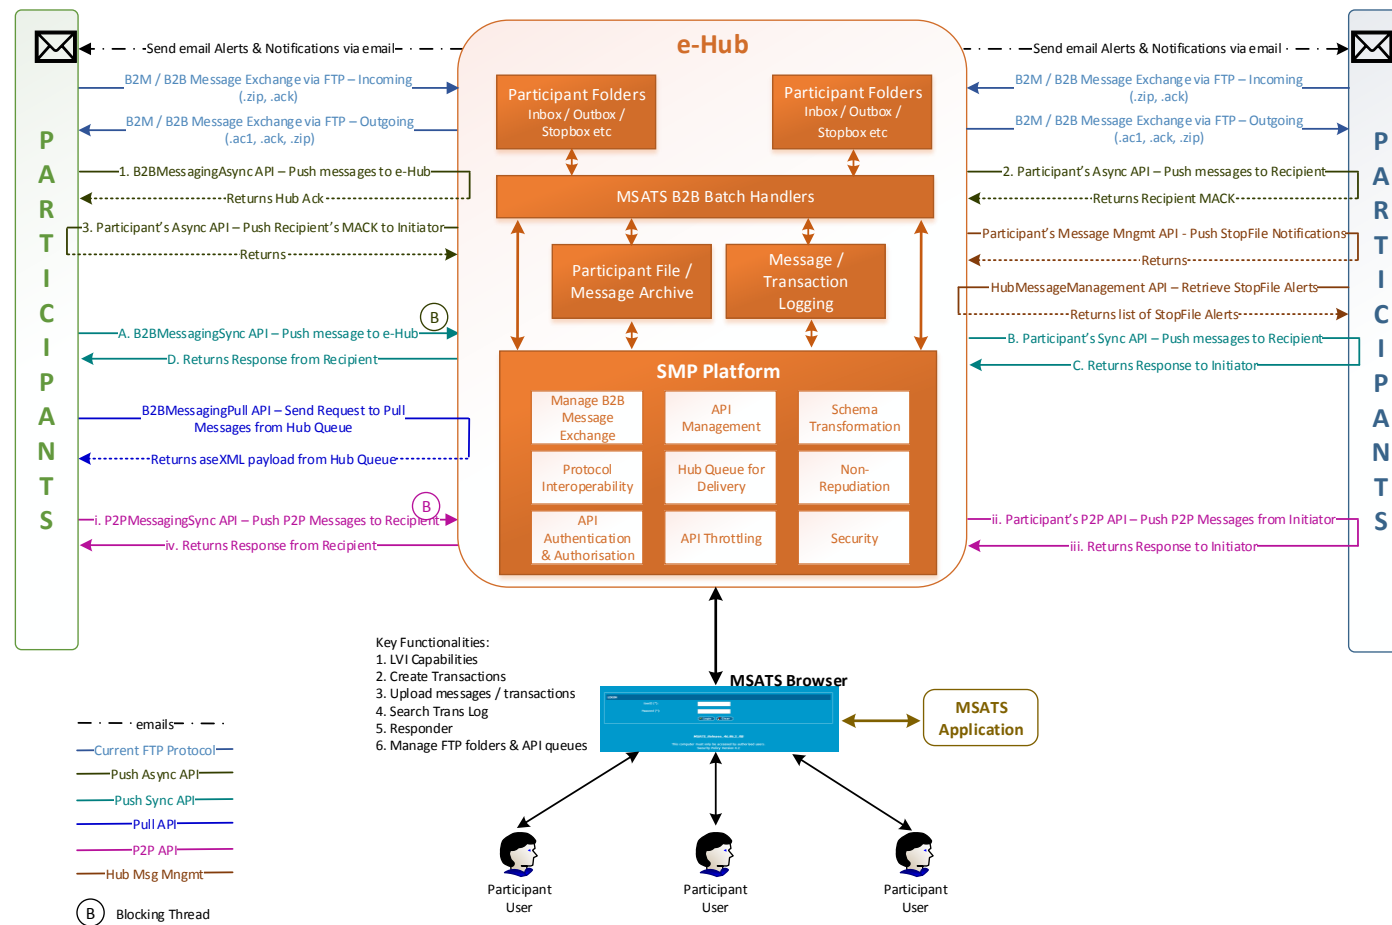 e-Hub
Send email Alerts & Notifications via email
Send email Alerts & Notifications via email
B2M / B2B Message Exchange via FTP – Incoming
(.zip, .ack)
B2M / B2B Message Exchange via FTP – Outgoing
(.ac1, .ack, .zip)
1. B2BMessagingAsync API – Push messages to e-Hub
Returns Hub Ack
3. Participant's Async API – Push Recipient's MACK to Initiator
Returns
B
A. B2BMessagingSync API – Push message to e-Hub
D. Returns Response from Recipient
B2BMessagingPull API – Send Request to Pull
Messages from Hub Queue
Returns aseXML payload from Hub Queue
B
i. P2PMessagingSync API – Push P2P Messages to Recipient
iv. Returns Response from Recipient
PARTICIPANTS
Participant Folders
Inbox / Outbox /
Stopbox etc
Participant Folders
Inbox / Outbox /
Stopbox etc
MSATS B2B Batch Handlers
Participant File /
Message Archive
Message /
Transaction
Logging
SMP Platform
Manage B2B
Message
Exchange
API
Management
Schema
Transformation
Protocol
Interoperability
Hub Queue for
Delivery
Non-
Repudiation
API
Authentication
& Authorisation
API Throttling
Security
B2M / B2B Message Exchange via FTP – Incoming
(.zip, .ack)
B2M / B2B Message Exchange via FTP – Outgoing
(.ac1, .ack, .zip)
2. Participant's Async API – Push messages to Recipient
Returns Recipient MACK
Participant's Message Mngmt API - Push StopFile Notifications
Returns
HubMessageManagement API – Retrieve StopFile Alerts
Returns list of StopFile Alerts
B. Participant's Sync API – Push messages to Recipient
C. Returns Response to Initiator
ii. Participant's P2P API – Push P2P Messages from Initiator
iii. Returns Response to Initiator
PARTICIPANTS
Key Functionalities:
1. LVI Capabilities
2. Create Transactions
3. Upload messages / transactions
4. Search Trans Log
5. Responder
6. Manage FTP folders & API queues
MSATS Browser
MSATS
Application
emails
Current FTP Protocol
Push Async API
Push Sync API
Pull API
P2P API
Hub Msg Mngmt
B Blocking Thread
Participant
User
Participant
User
Participant
User